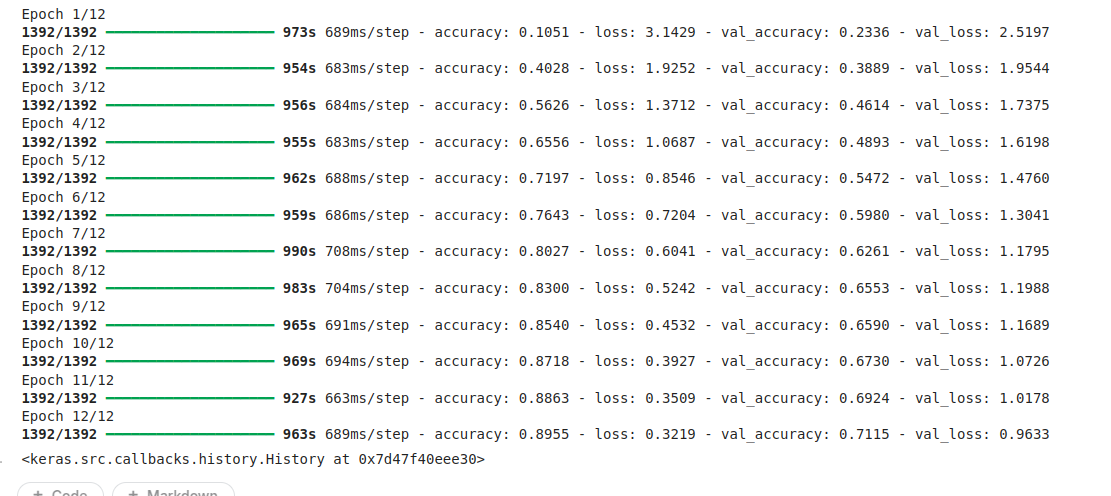 Epoch 1/12
1392/1392 ━━━━━━━━━━━━━━━━━━━━ 973s 689ms/step - accuracy: 0.1051 - loss: 3.1429 - val_accuracy: 0.2336 - val_loss: 2.5197
Epoch 2/12
1392/1392 ━━━━━━━━━━━━━━━━━━━━ 954s 683ms/step - accuracy: 0.4028 - loss: 1.9252 - val_accuracy: 0.3889 - val_loss: 1.9544
Epoch 3/12
1392/1392 ━━━━━━━━━━━━━━━━━━━━ 956s 684ms/step - accuracy: 0.5626 - loss: 1.3712 - val_accuracy: 0.4614 - val_loss: 1.7375
Epoch 4/12
1392/1392 ━━━━━━━━━━━━━━━━━━━━ 955s 683ms/step - accuracy: 0.6556 - loss: 1.0687 - val_accuracy: 0.4893 - val_loss: 1.6198
Epoch 5/12
1392/1392 ━━━━━━━━━━━━━━━━━━━━ 962s 688ms/step - accuracy: 0.7197 - loss: 0.8546 - val_accuracy: 0.5472 - val_loss: 1.4760
Epoch 6/12
1392/1392 ━━━━━━━━━━━━━━━━━━━━ 959s 686ms/step - accuracy: 0.7643 - loss: 0.7204 - val_accuracy: 0.5980 - val_loss: 1.3041
Epoch 7/12
1392/1392 ━━━━━━━━━━━━━━━━━━━━ 990s 708ms/step - accuracy: 0.8027 - loss: 0.6041 - val_accuracy: 0.6261 - val_loss: 1.1795
Epoch 8/12
1392/1392 ━━━━━━━━━━━━━━━━━━━━ 983s 704ms/step - accuracy: 0.8300 - loss: 0.5242 - val_accuracy: 0.6553 - val_loss: 1.1988
Epoch 9/12
1392/1392 ━━━━━━━━━━━━━━━━━━━━ 965s 691ms/step - accuracy: 0.8540 - loss: 0.4532 - val_accuracy: 0.6590 - val_loss: 1.1689
Epoch 10/12
1392/1392 ━━━━━━━━━━━━━━━━━━━━ 969s 694ms/step - accuracy: 0.8718 - loss: 0.3927 - val_accuracy: 0.6730 - val_loss: 1.0726
Epoch 11/12
1392/1392 ━━━━━━━━━━━━━━━━━━━━ 927s 663ms/step - accuracy: 0.8863 - loss: 0.3509 - val_accuracy: 0.6924 - val_loss: 1.0178
Epoch 12/12
1392/1392 ━━━━━━━━━━━━━━━━━━━━ 963s 689ms/step - accuracy: 0.8955 - loss: 0.3219 - val_accuracy: 0.7115 - val_loss: 0.9633
<keras.src.callbacks.history.History at 0x7d47f40eee30>
+ Code + Markdown